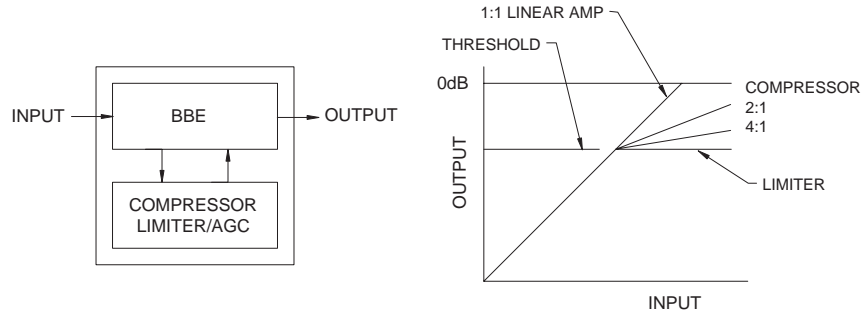 INPUT
BBE
OUTPUT
COMPRESSOR
LIMITER/AGC
1:1 LINEAR AMP
THRESHOLD
0dB
COMPRESSOR
2:1
4:1
LIMITER
OUTPUT
INPUT